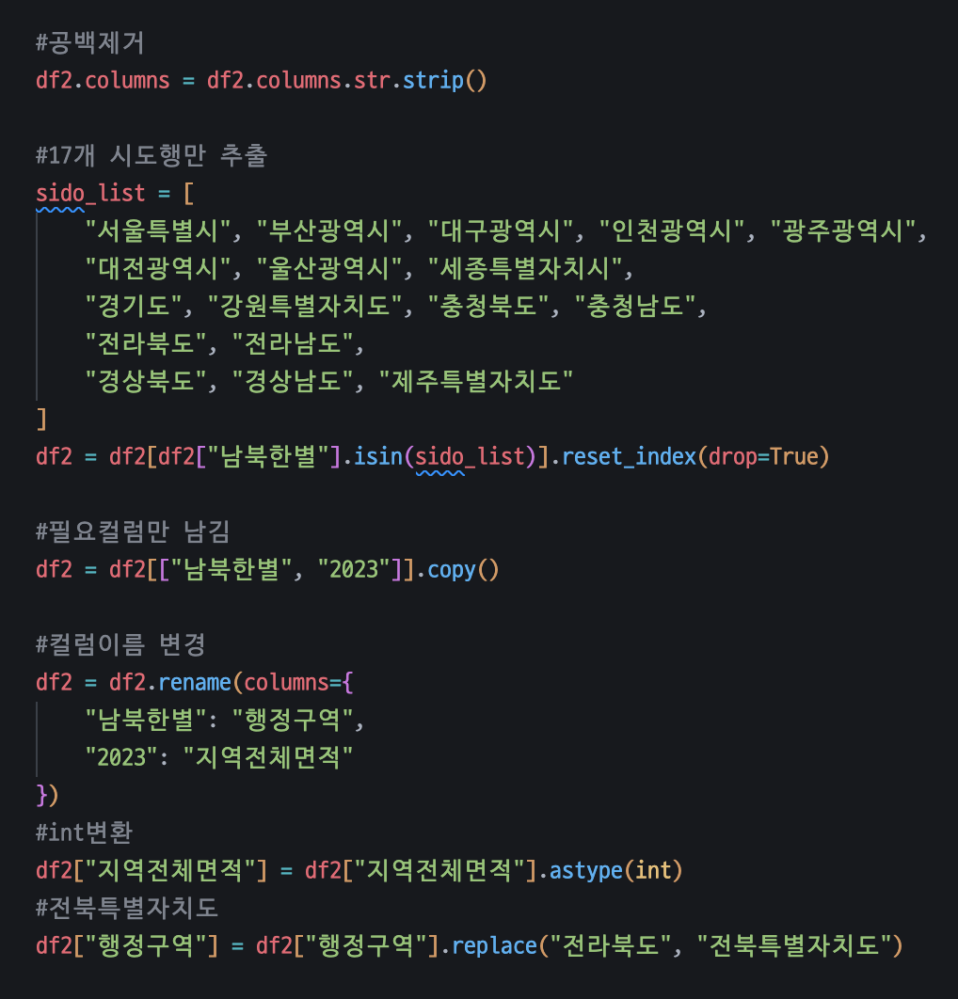 #공백제거
df2.columns = df2.columns.str.strip()
#17개 시도행만 추출
sido_list = [
"서울특별시", "부산광역시", "대구광역시", "인천광역시", "광주광역시",
"대전광역시", "울산광역시", "세종특별자치시",
"경기도", "강원특별자치도", "충청북도", "충청남도",
"전라북도", "전라남도",
"경상북도", "경상남도", "제주특별자치도"
]
df2 = df2[df2["남북한별"].isin(sido_list)].reset_index(drop=True)
#필요컬럼만 남김
df2 = df2[["남북한별", "2023"]].copy()
#컬럼이름 변경
df2 = df2.rename(columns={
"남북한별": "행정구역",
"2023": "지역전체면적"
})
#int변환
df2["지역전체면적"] = df2["지역전체면적"].astype(int)
#전북특별자치도
df2["행정구역"] = df2["행정구역"].replace("전라북도", "전북특별자치도")